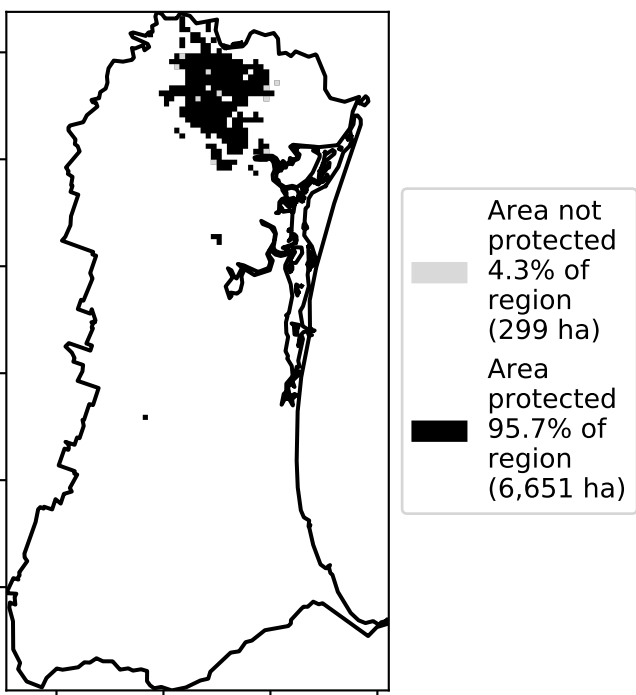 Area not
protected
4.3% of
region
(299 ha)
Area
protected
95.7% of
region
(6,651 ha)